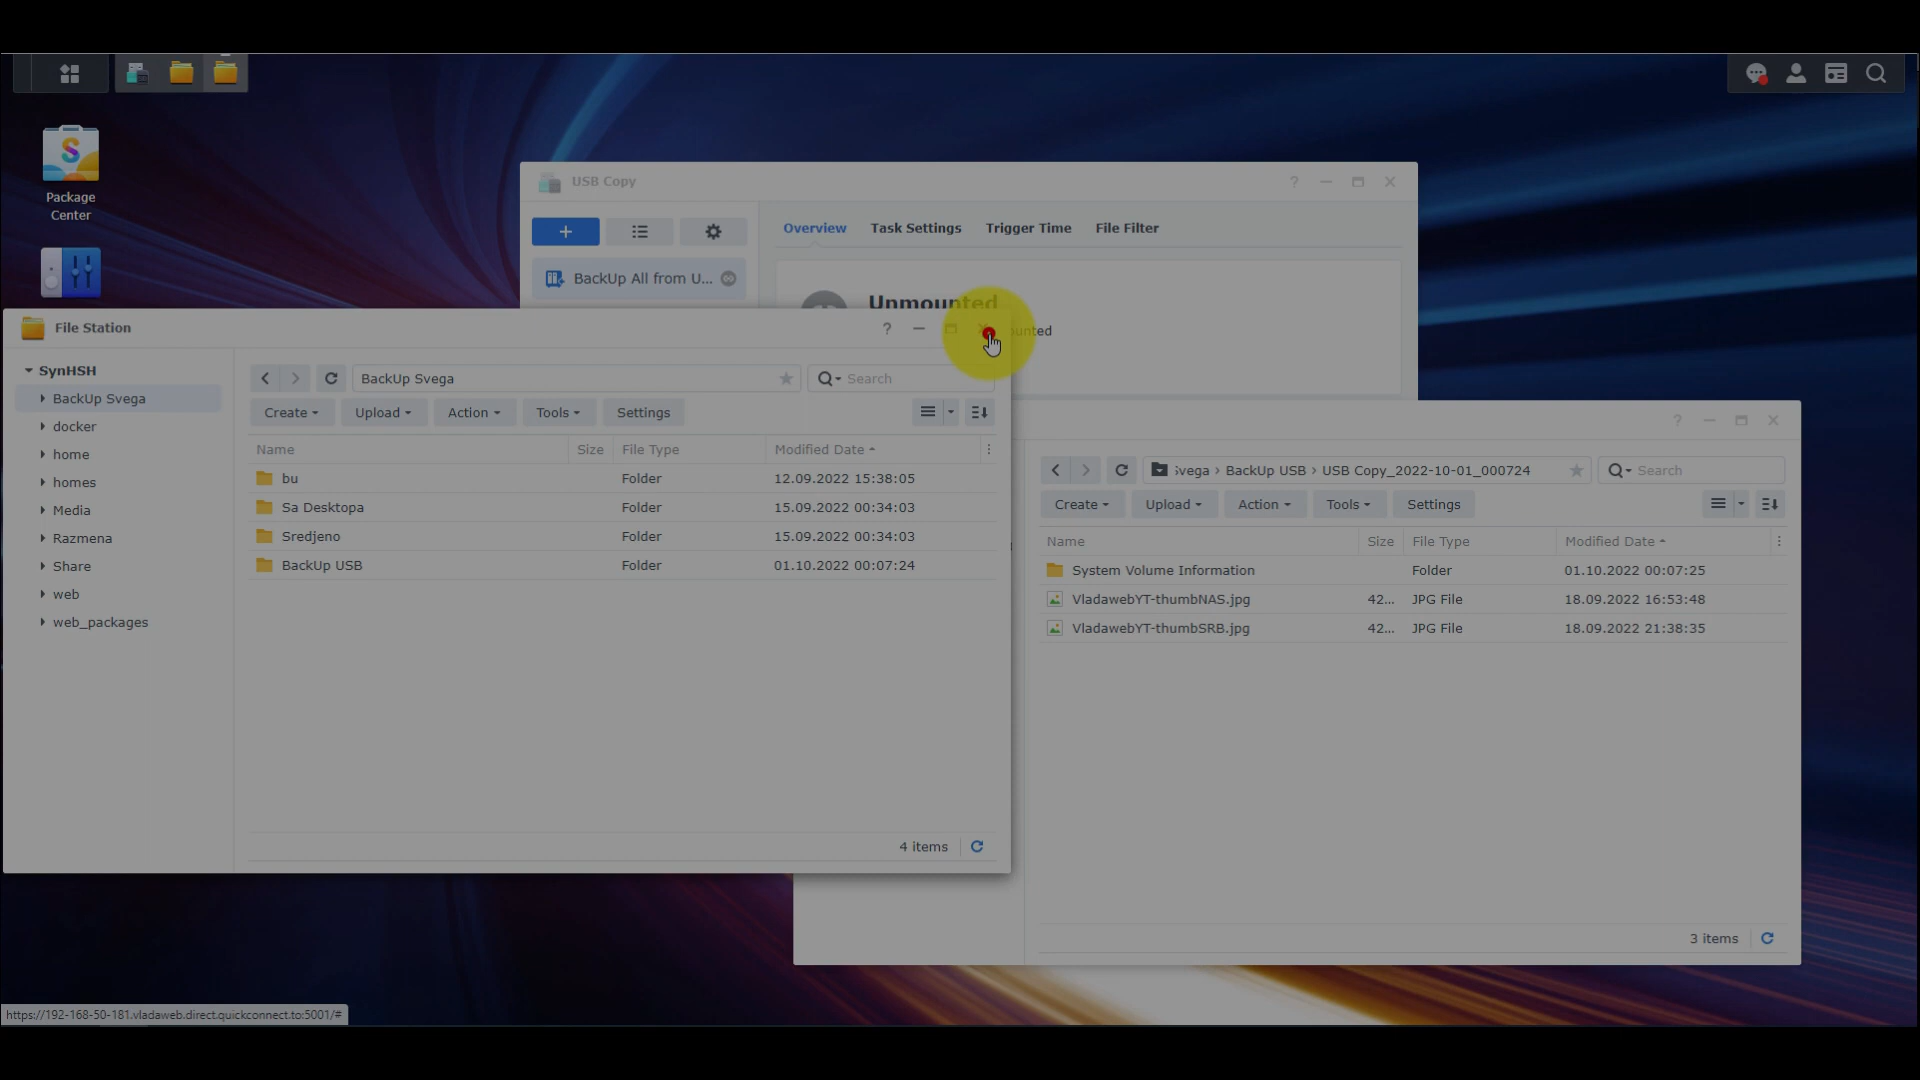 Package
Center
USB Copy
Overview
Task Settings
Trigger Time
File Filter
BackUp All from U...
Unmounted
File Station
SynHSH
BackUp Svega
docker
home
homes
Media
Razmena
Share
web
web_packages
BackUp Svega
Search
Create
Upload
Action
Tools
Settings
Name
Size
File Type
Modified Date
bu
Folder
12.09.2022 15:38:05
Sa Desktopa
Folder
15.09.2022 00:34:03
Sredjeno
Folder
15.09.2022 00:34:03
BackUp USB
Folder
01.10.2022 00:07:24
4 items
BackUp USB › USB Copy_2022-10-01_000724
Search
Create
Upload
Action
Tools
Settings
Name
Size
File Type
Modified Date
System Volume Information
Folder
01.10.2022 00:07:25
VladawebYT-thumbNAS.jpg
42...
JPG File
18.09.2022 16:53:48
VladawebYT-thumbSRB.jpg
42...
JPG File
18.09.2022 21:38:35
3 items
https://192-168-50-181.vladaweb.direct.quickconnect.to:5001/#